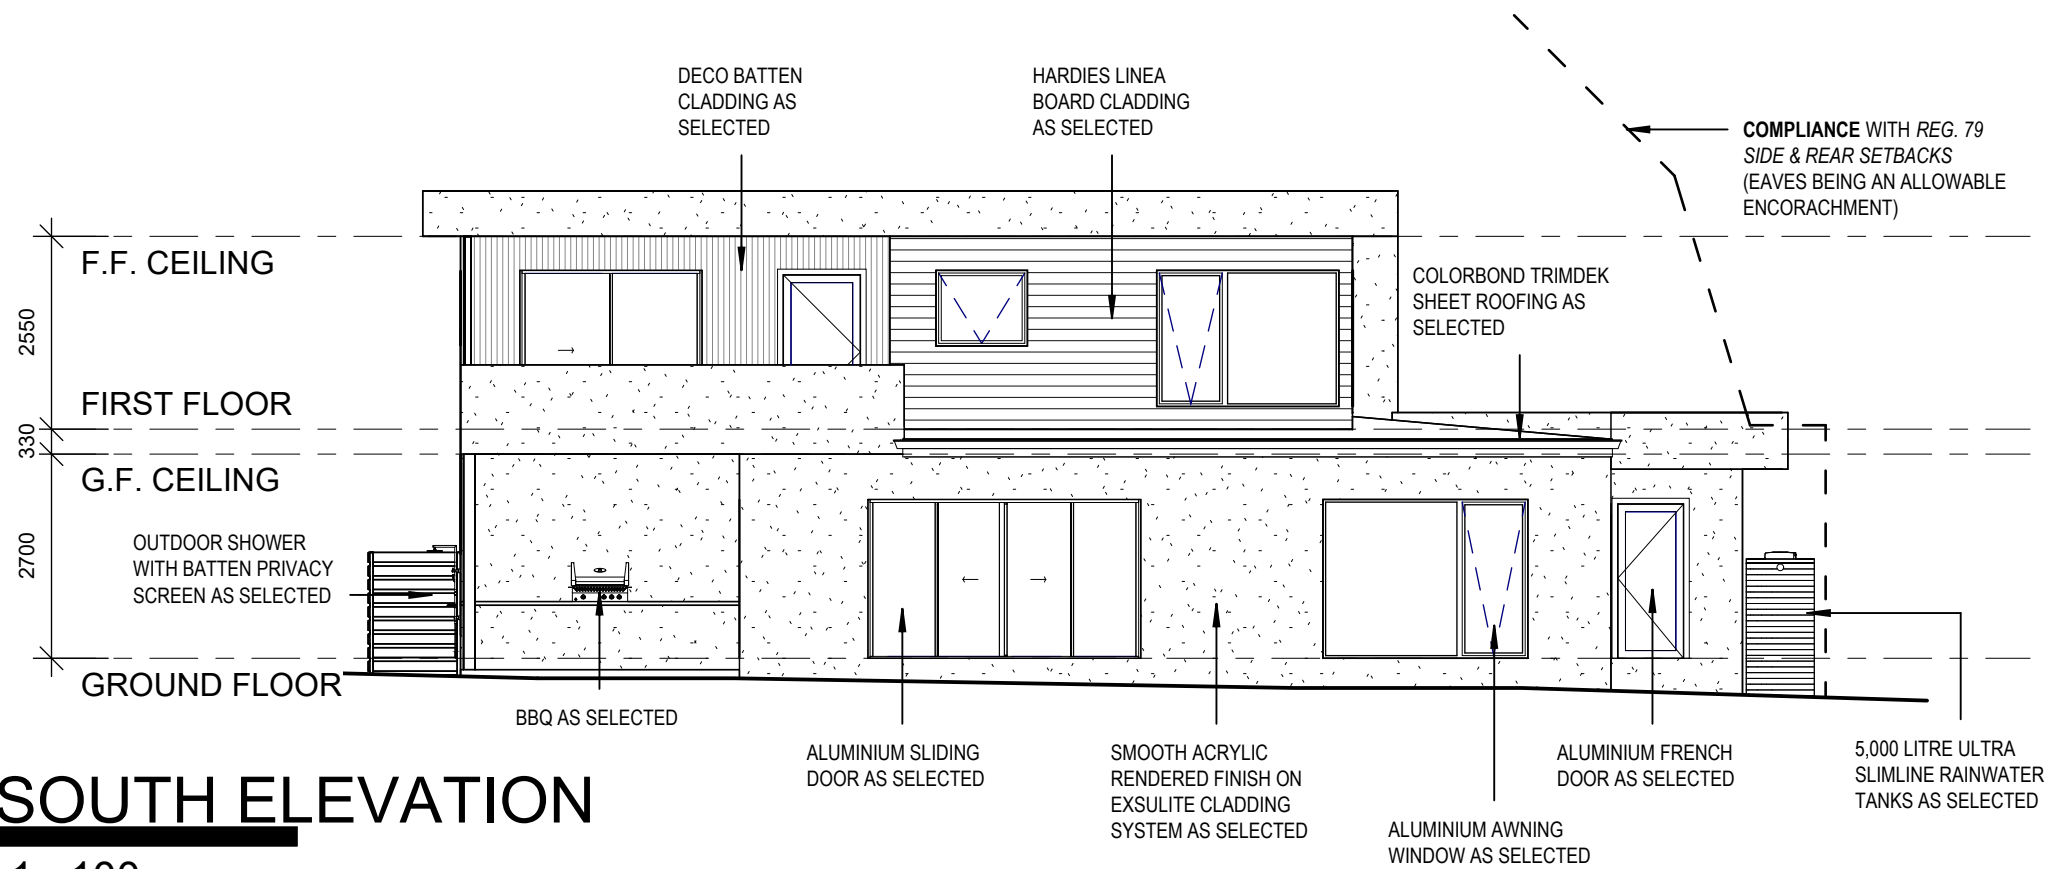 DECO BATTEN
CLADDING AS
SELECTED
HARDIES LINEA
BOARD CLADDING
AS SELECTED
COMPLIANCE WITH REG. 79
SIDE & REAR SETBACKS
(EAVES BEING AN ALLOWABLE
ENCORACHMENT)
COLORBOND TRIMDEK
SHEET ROOFING AS
SELECTED
F.F. CEILING
2550
FIRST FLOOR
330
G.F. CEILING
2700
OUTDOOR SHOWER
WITH BATTEN PRIVACY
SCREEN AS SELECTED
GROUND FLOOR
BBQ AS SELECTED
ALUMINIUM SLIDING
DOOR AS SELECTED
SMOOTH ACRYLIC
RENDERED FINISH ON
EXSULITE CLADDING
SYSTEM AS SELECTED
ALUMINIUM AWNING
WINDOW AS SELECTED
ALUMINIUM FRENCH
DOOR AS SELECTED
5,000 LITRE ULTRA
SLIMLINE RAINWATER
TANKS AS SELECTED
SOUTH ELEVATION